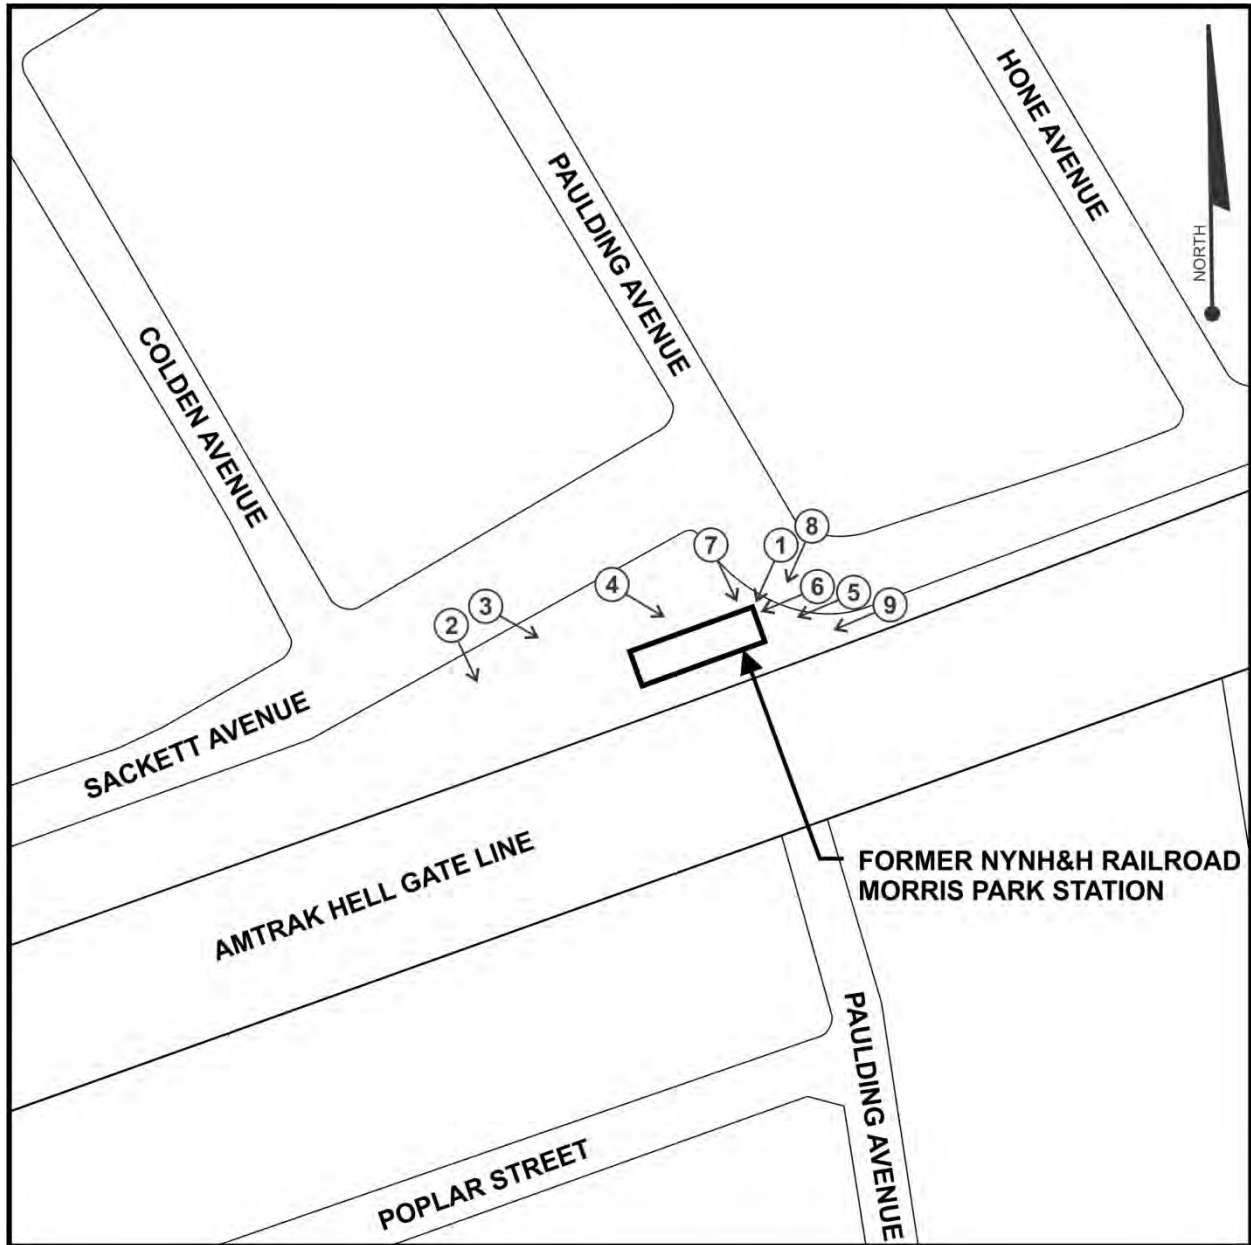 HONE AVENUE
PAULDING AVENUE
NORTH
COLDEN AVENUE
8
7
1
4
6
5
9
3
2
SACKETT AVENUE
AMTRAK HELL GATE LINE
FORMER NYNH&H RAILROAD
MORRIS PARK STATION
PAULDING AVENUE
POPLAR STREET